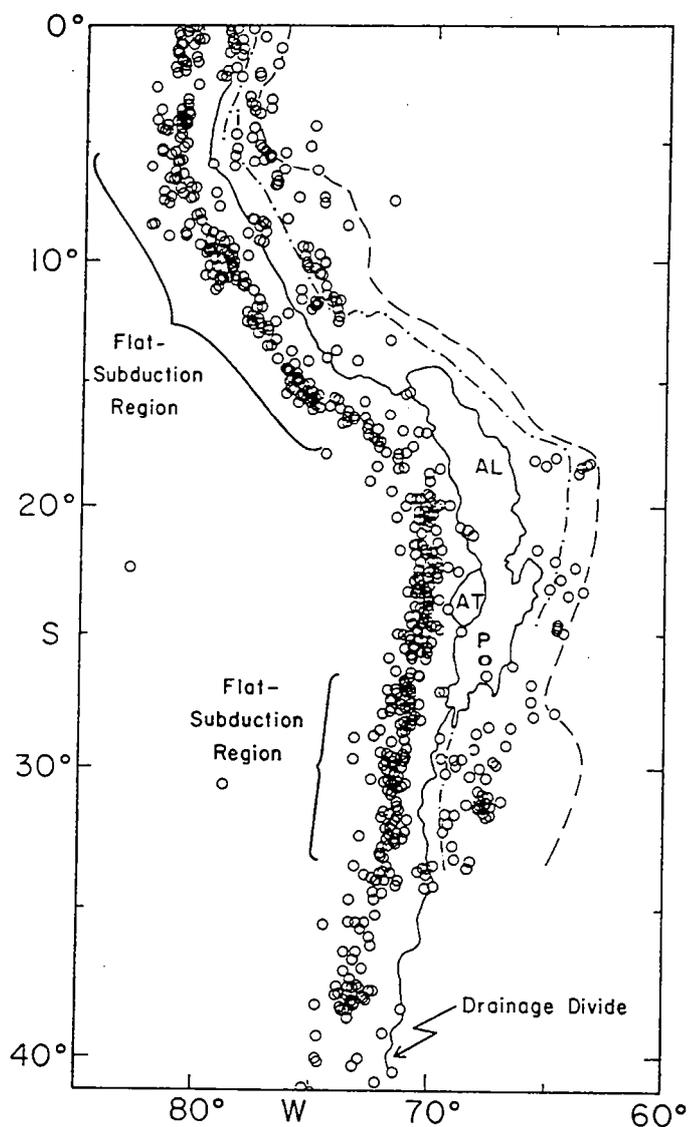 0°
10°
Flat-
Subduction
Region
AL
20°
AT
S
P
O
Flat-
Subduction
Region
30°
Drainage Divide
40°
80°
W
70°
60°